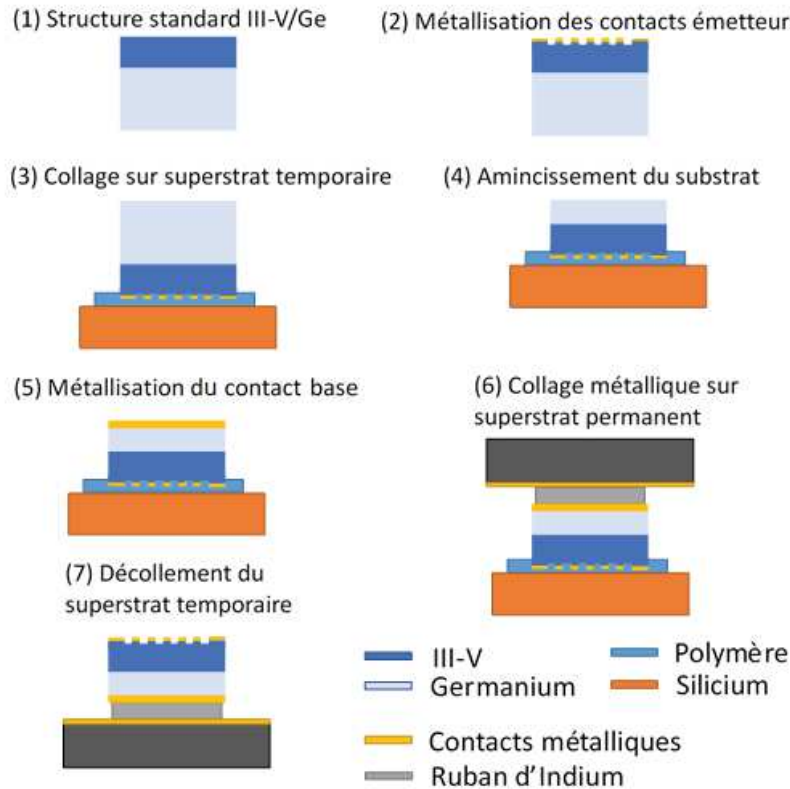 (1) Structure standard III-V/Ge
(2) Métallisation des contacts émetteur
(3) Collage sur superstrat temporaire
(4) Amincissement du substrat
(5) Métallisation du contact base
(6) Collage métallique sur
superstrat permanent
(7) Décollement du
superstrat temporaire
III-V
Polymère
Germanium
Silicium
Contacts métalliques
Ruban d'Indium